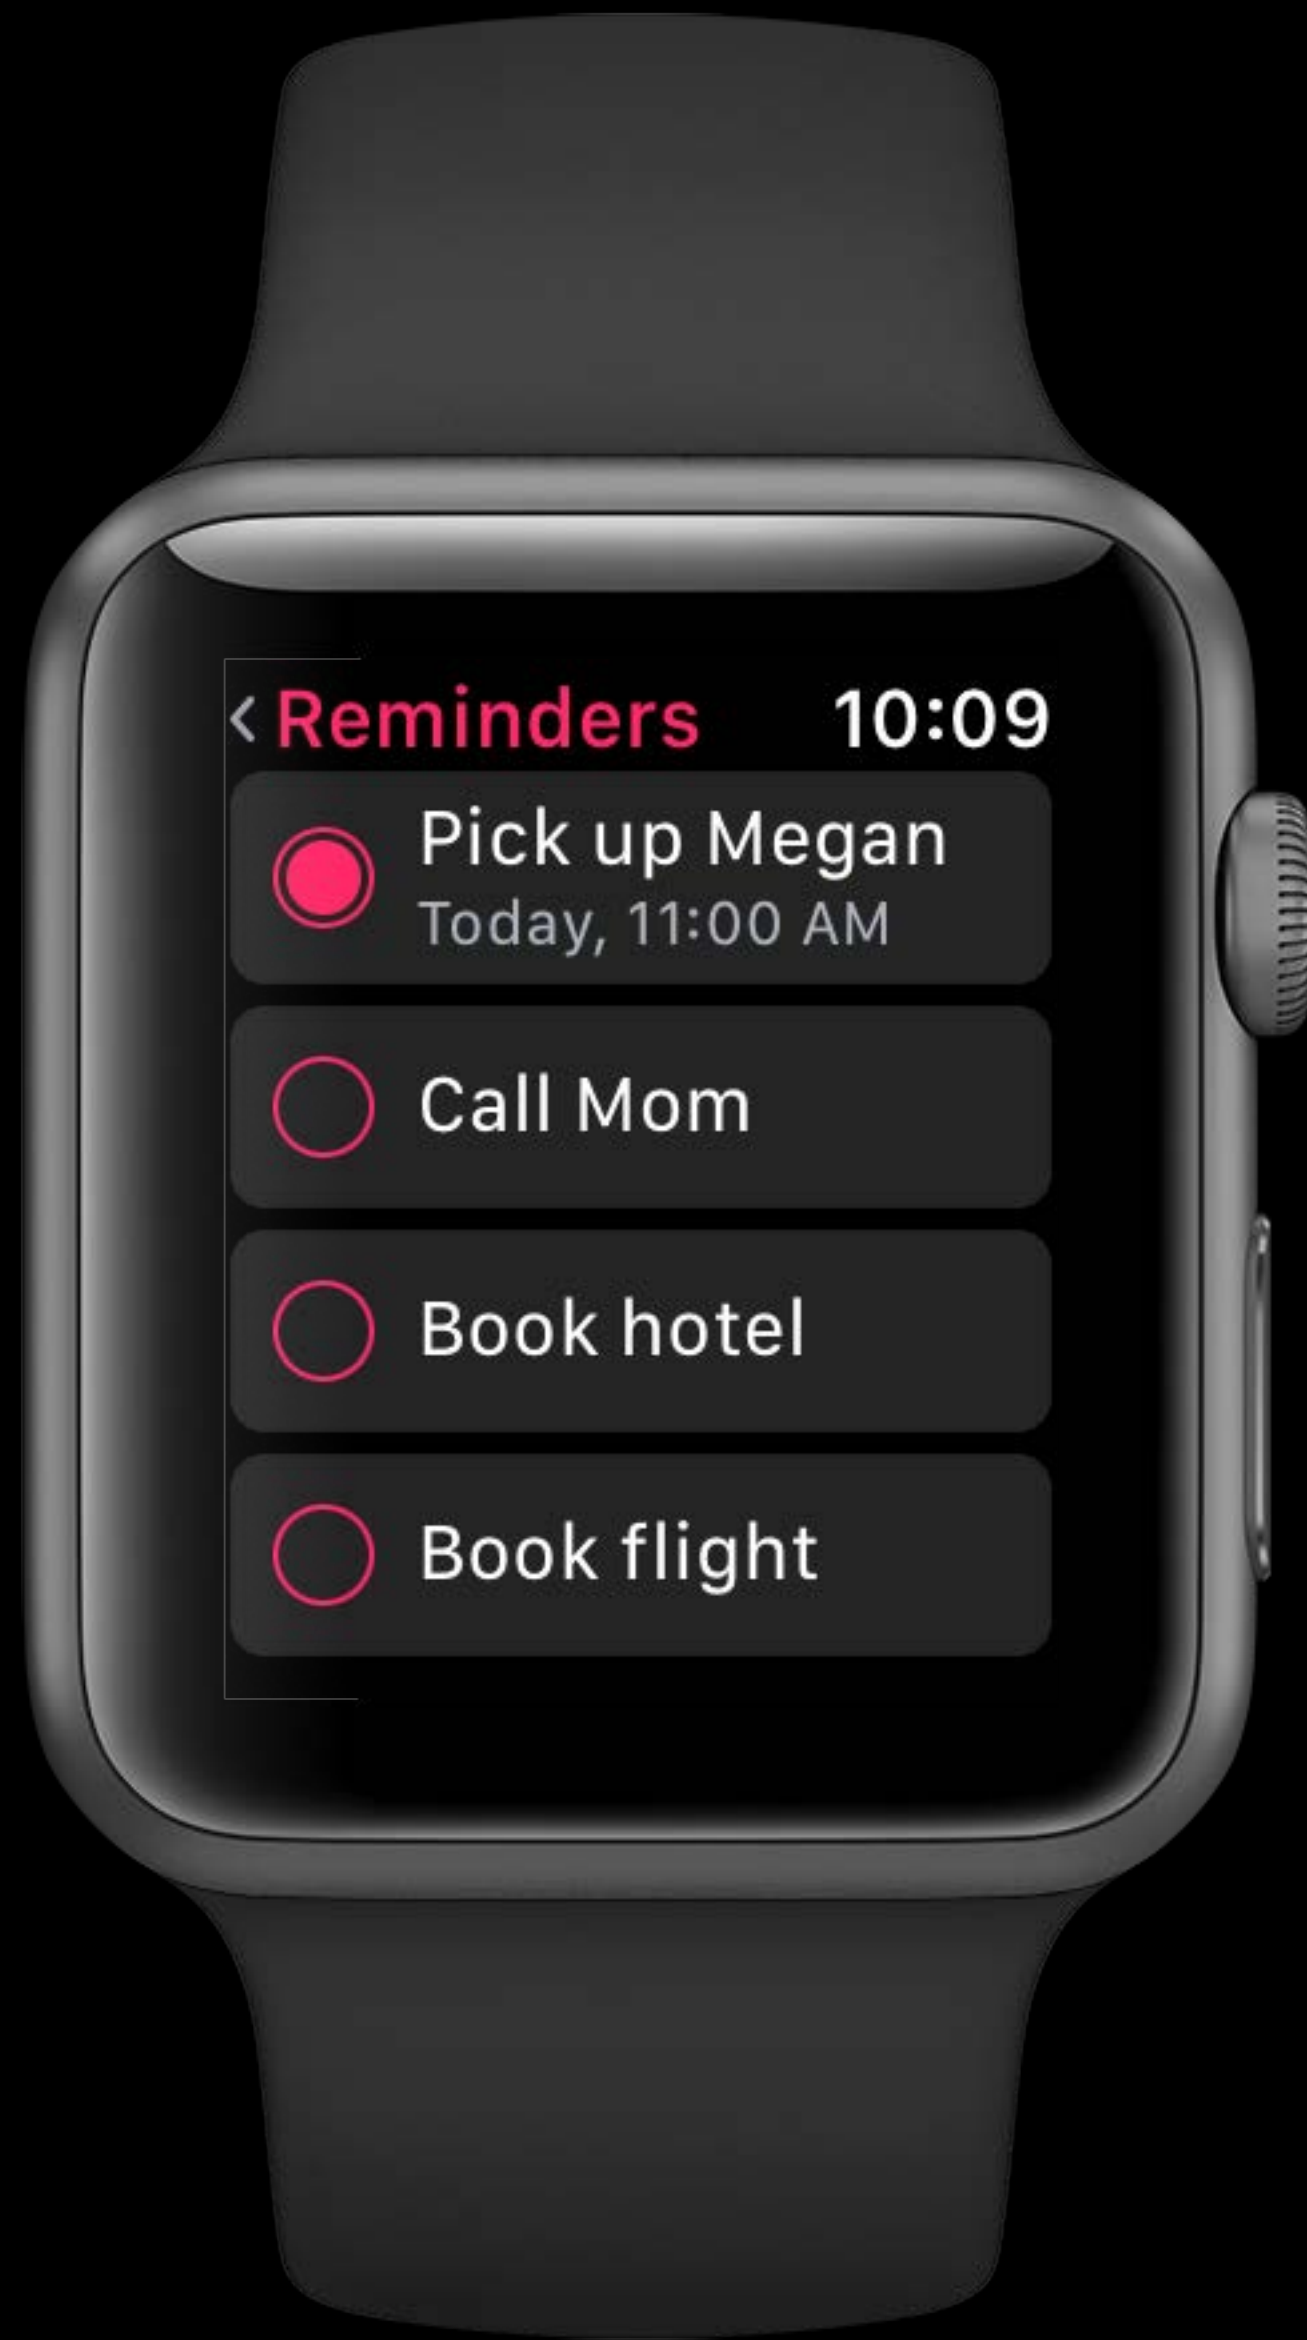 Reminders 10:09
Pick up Megan
Today, 11:00 AM
Call Mom
Book hotel
Book flight